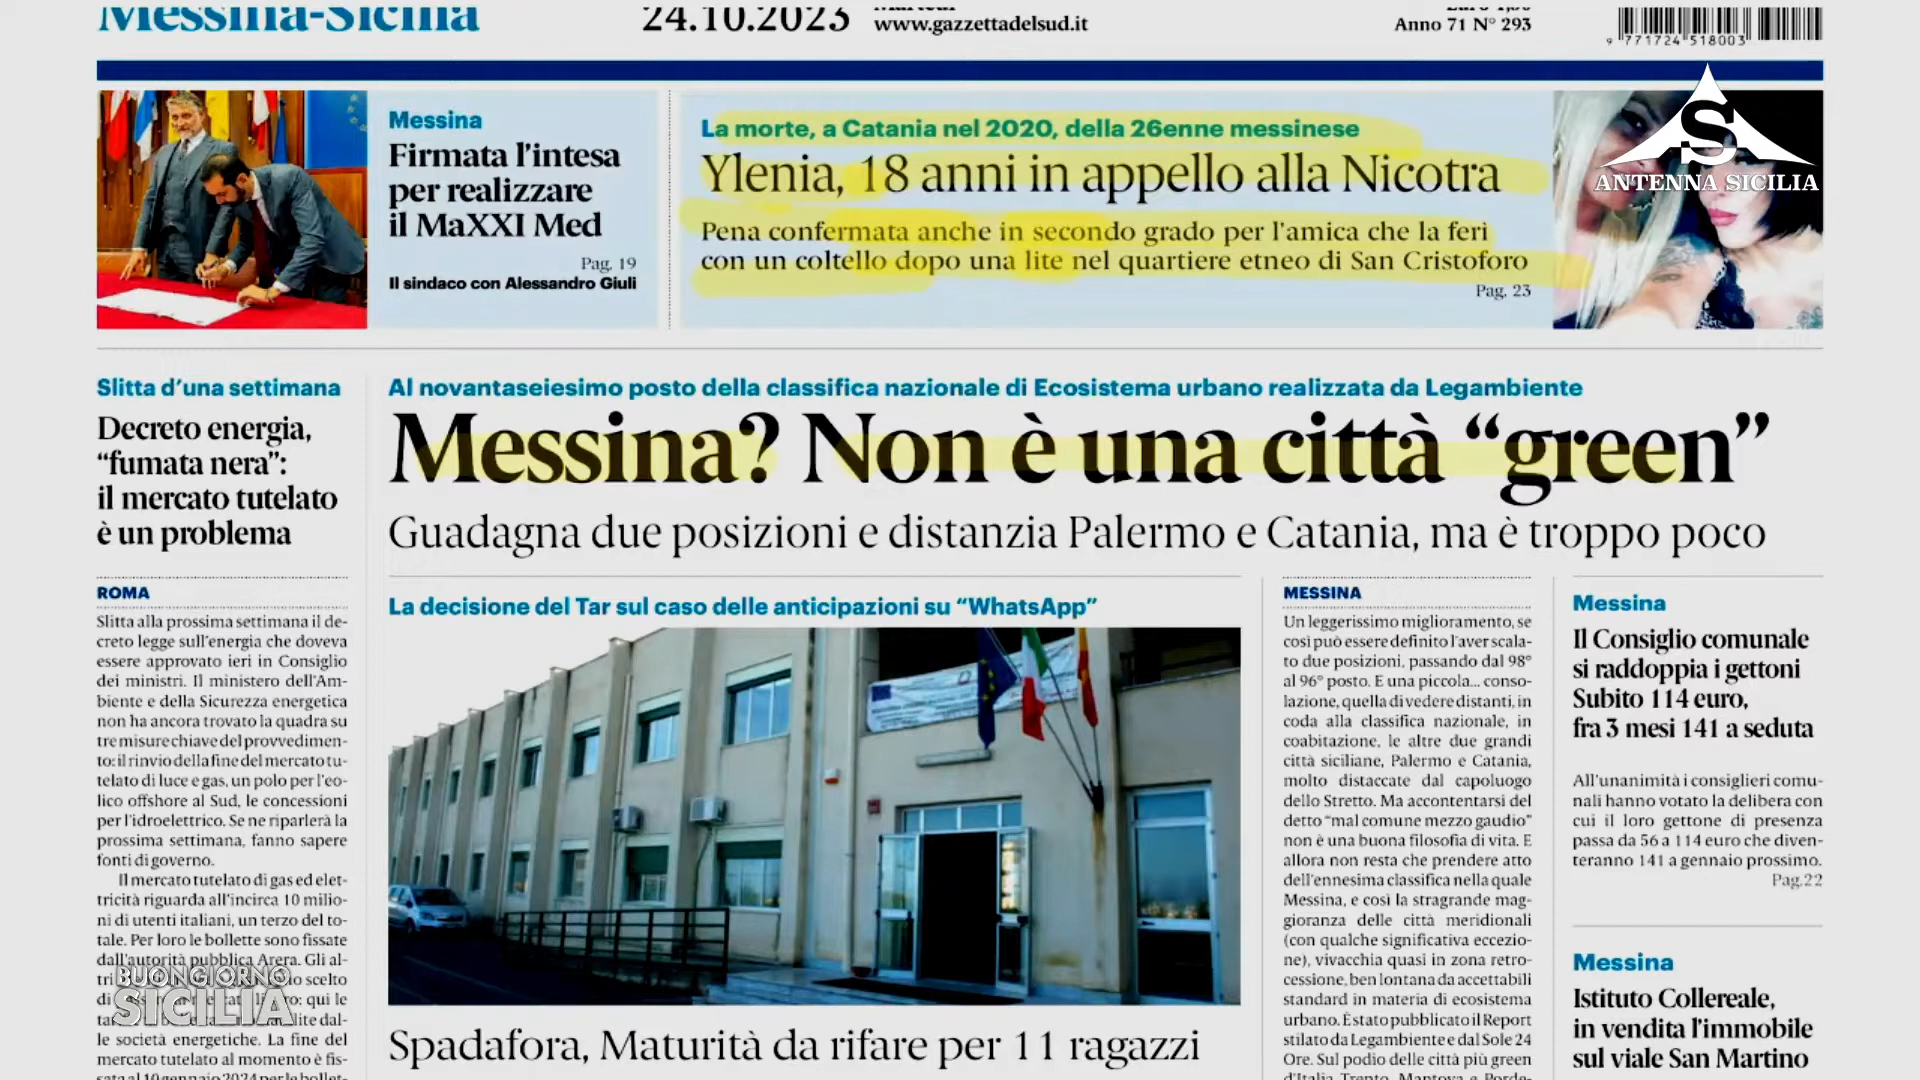 Messina-Sicilia
24.10.2023
www.gazzettadelsud.it
Anno 71 N° 293
9 771724 518003
Messina
Firmata l'intesa
per realizzare
il MaXXI Med
Pag. 19
Il sindaco con Alessandro Giuli
La morte, a Catania nel 2020, della 26enne messinese
Ylenia, 18 anni in appello alla Nicotra
Pena confermata anche in secondo grado per l'amica che la ferì
con un coltello dopo una lite nel quartiere etneo di San Cristoforo
Pag. 23
S
ANTENNA SICILIA
Slitta d'una settimana
Decreto energia,
“fumata nera”:
il mercato tutelato
è un problema
ROMA
Slitta alla prossima settimana il de-
creto legge sull'energia che doveva
essere approvato ieri in Consiglio
dei ministri. Il ministero dell'Am-
biente e della Sicurezza energetica
non ha ancora trovato la quadra su
tre misure chiave del provvedimen-
to: il rinvio della fine del mercato tu-
telato di luce e gas, un polo per l'eo-
lico offshore al Sud, le concessioni
per l'idroelettrico. Se ne riparlerà la
prossima settimana, fanno sapere
fonti di governo.
Il mercato tutelato di gas ed elet-
tricità riguarda all'incirca 10 milio-
ni di utenti italiani, un terzo del to-
tale. Per loro le bollette sono fissate
dall'autorità pubblica Arera. Gli al-
scelto
qui le
dal-
le società energetiche. La fine del
mercato tutelato al momento è fis-
sata al 10 gennaio 2024 per le bollet-
BUONGIORNO
SICILIA
Al novantaseiesimo posto della classifica nazionale di Ecosistema urbano realizzata da Legambiente
Messina? Non è una città “green”
Guadagna due posizioni e distanzia Palermo e Catania, ma è troppo poco
La decisione del Tar sul caso delle anticipazioni su “WhatsApp”
Spadafora, Maturità da rifare per 11 ragazzi
MESSINA
Un leggerissimo miglioramento, se
così può essere definito l'aver scala-
to due posizioni, passando dal 98°
al 96° posto. E una piccola... conso-
lazione, quella di vedere distanti, in
coda alla classifica nazionale, in
coabitazione, le altre due grandi
città siciliane, Palermo e Catania,
molto distaccate dal capoluogo
dello Stretto. Ma accontentarsi del
detto “mal comune mezzo gaudio”
non è una buona filosofia di vita. E
allora non resta che prendere atto
dell'ennesima classifica nella quale
Messina, e così la stragrande mag-
gioranza delle città meridionali
(con qualche significativa eccezio-
ne), vivacchia quasi in zona retro-
cessione, ben lontana da accettabili
standard in materia di ecosistema
urbano. È stato pubblicato il Report
stilato da Legambiente e dal Sole 24
Ore. Sul podio delle città più green
d'Italia Trento, Mantova e Porde-
Messina
Il Consiglio comunale
si raddoppia i gettoni
Subito 114 euro,
fra 3 mesi 141 a seduta
All'unanimità i consiglieri comu-
nali hanno votato la delibera con
cui il loro gettone di presenza
passa da 56 a 114 euro che diven-
teranno 141 a gennaio prossimo.
Pag.22
Messina
Istituto Collereale,
in vendita l'immobile
sul viale San Martino